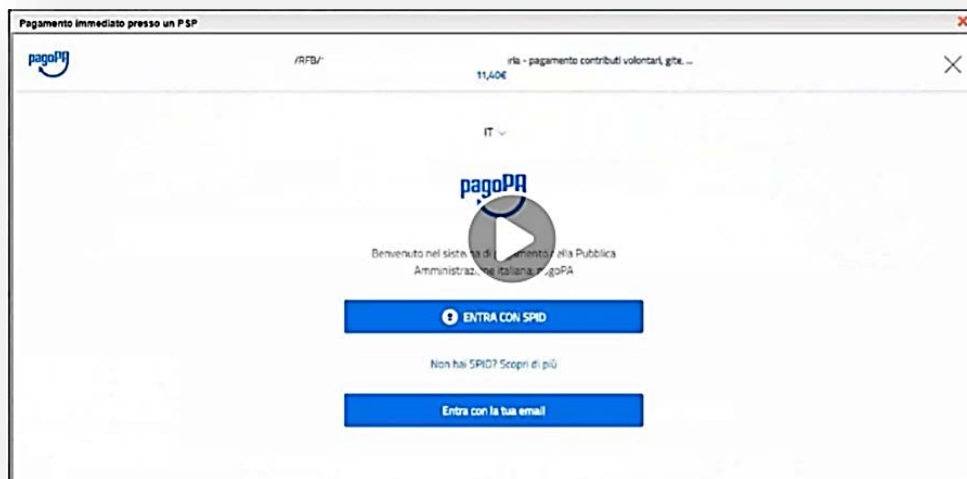 Pagamento immediato presso un PSP
pagoPA
/RFB/
ria - pagamento contributi volontari, gite, ...
11,40€
IT
pagoPA
Benvenuto nel sistema di pagamento della Pubblica
Amministrazione italiana, pagoPA
ENTRA CON SPID
Non hai SPID? Scopri di più
Entra con la tua email